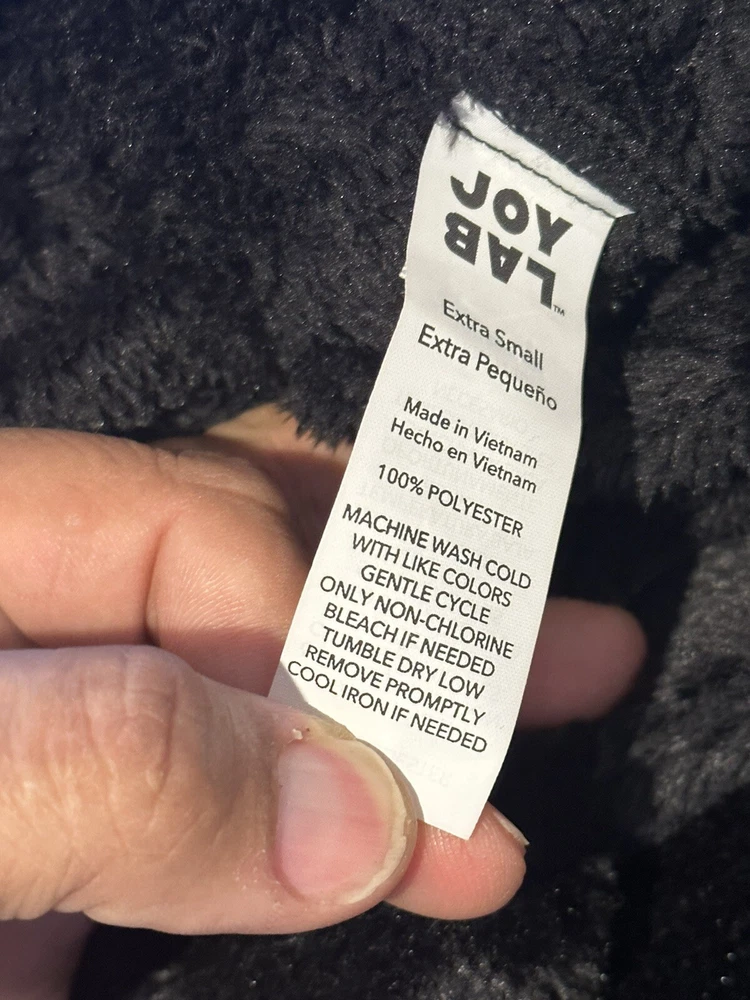 JOY
LAB™
Extra Small
Extra Pequeño
Made in Vietnam
Hecho en Vietnam
100% POLYESTER
MACHINE WASH COLD
WITH LIKE COLORS
GENTLE CYCLE
ONLY NON-CHLORINE
BLEACH IF NEEDED
TUMBLE DRY LOW
REMOVE PROMPTLY
COOL IRON IF NEEDED